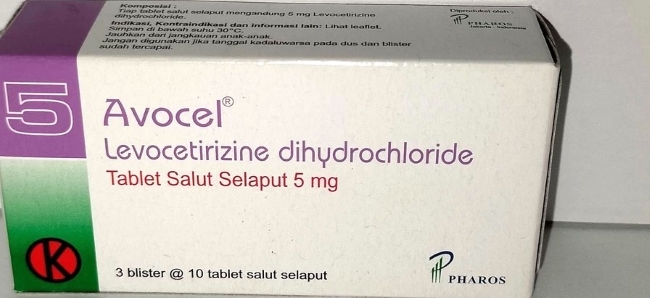 Komposisi :
Tiap tablet salut selaput mengandung 5 mg Levocetirizine
dihydrochloride.
Indikasi, Kontraindikasi dan informasi lain: Lihat leaflet.
Simpan di bawah suhu 30°C.
Jauhkan dari jangkauan anak-anak.
Jangan digunakan jika tanggal kadaluwarsa pada dus dan blister
sudah tercapai.
Diproduksi oleh :
PHAROS
5
Avocel®
Levocetirizine dihydrochloride
Tablet Salut Selaput 5 mg
K
3 blister @ 10 tablet salut selaput
PHAROS